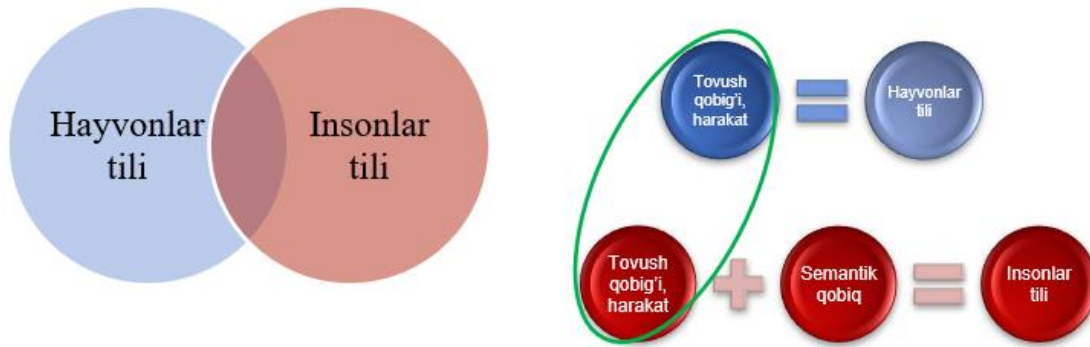 Hayvonlar
tili
Insonlar
tili
Tovush
qobig'i,
harakat
Hayvonlar
tili
Tovush
qobig'i,
harakat
Semantik
qobiq
Insonlar
tili